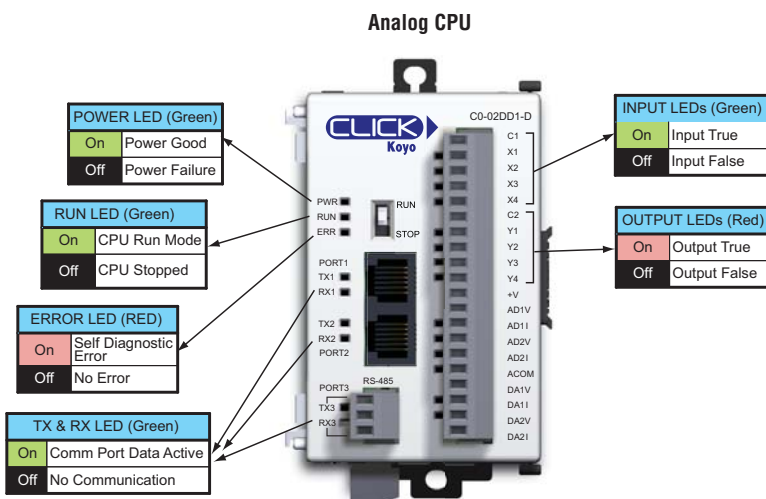 Analog CPU
POWER LED (Green)
On Power Good
Off Power Failure
RUN LED (Green)
On CPU Run Mode
Off CPU Stopped
ERROR LED (RED)
On Self Diagnostic
Error
Off No Error
TX & RX LED (Green)
On Comm Port Data Active
Off No Communication
CLICK
Koyo
C0-02DD1-D
PWR
RUN
ERR
RUN
STOP
PORT1
TX1
RX1
TX2
RX2
PORT2
RS-485
PORT3
TX3
RX3
C1
X1
X2
X3
X4
C2
Y1
Y2
Y3
Y4
+V
AD1V
AD1I
AD2V
AD2I
ACOM
DA1V
DA1I
DA2V
DA2I
INPUT LEDs (Green)
On Input True
Off Input False
OUTPUT LEDs (Red)
On Output True
Off Output False